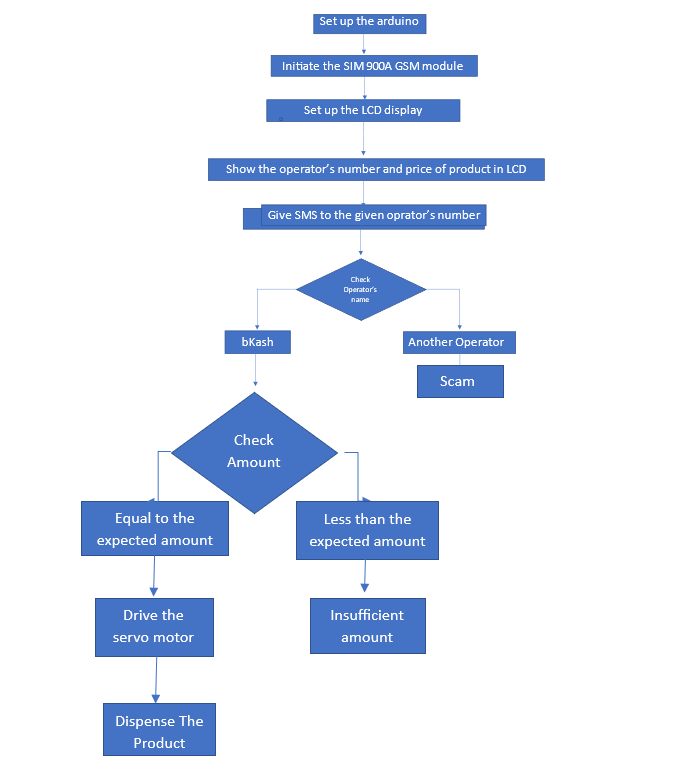 Set up the arduino
Initiate the SIM 900A GSM module
Set up the LCD display
Show the operator's number and price of product in LCD
Give SMS to the given oprator's number
Check
Operator's
name
bKash
Another Operator
Scam
Check
Amount
Equal to the
expected amount
Less than the
expected amount
Drive the
servo motor
Insufficient
amount
Dispense The
Product